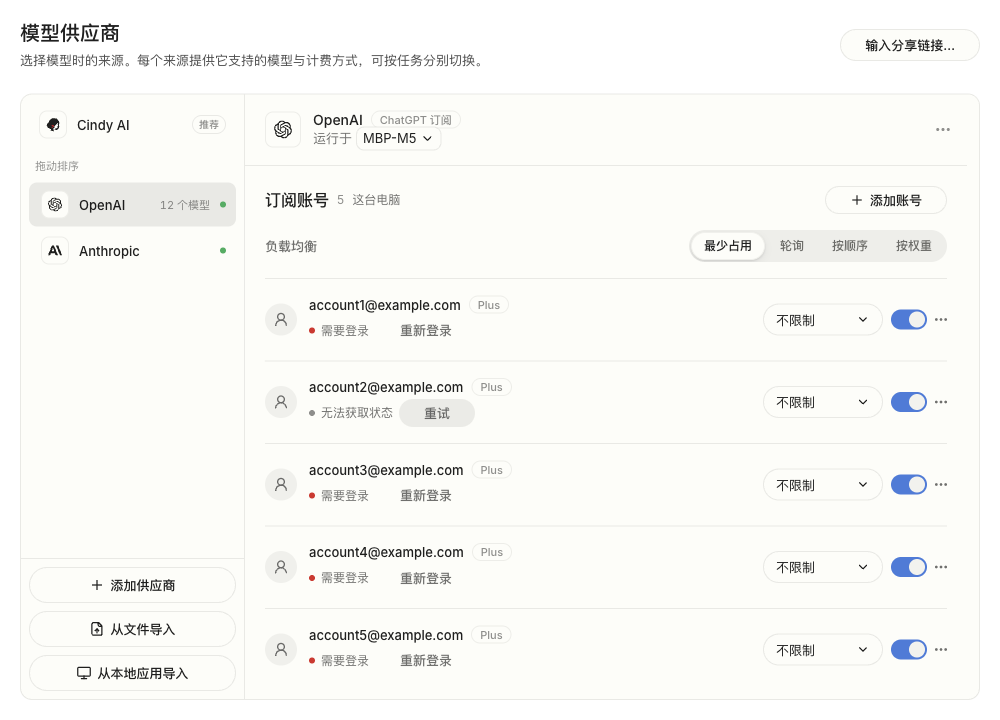 模型供应商
选择模型时的来源。每个来源提供它支持的模型与计费方式，可按任务分别切换。
输入分享链接...
Cindy AI
推荐
拖动排序
OpenAI
12 个模型
Anthropic
添加供应商
从文件导入
从本地应用导入
OpenAI
ChatGPT 订阅
运行于
MBP-M5
订阅账号
5
这台电脑
添加账号
负载均衡
最少占用
轮询
按顺序
按权重
account1@example.com
Plus
需要登录
重新登录
不限制
account2@example.com
Plus
无法获取状态
重试
不限制
account3@example.com
Plus
需要登录
重新登录
不限制
account4@example.com
Plus
需要登录
重新登录
不限制
account5@example.com
Plus
需要登录
重新登录
不限制